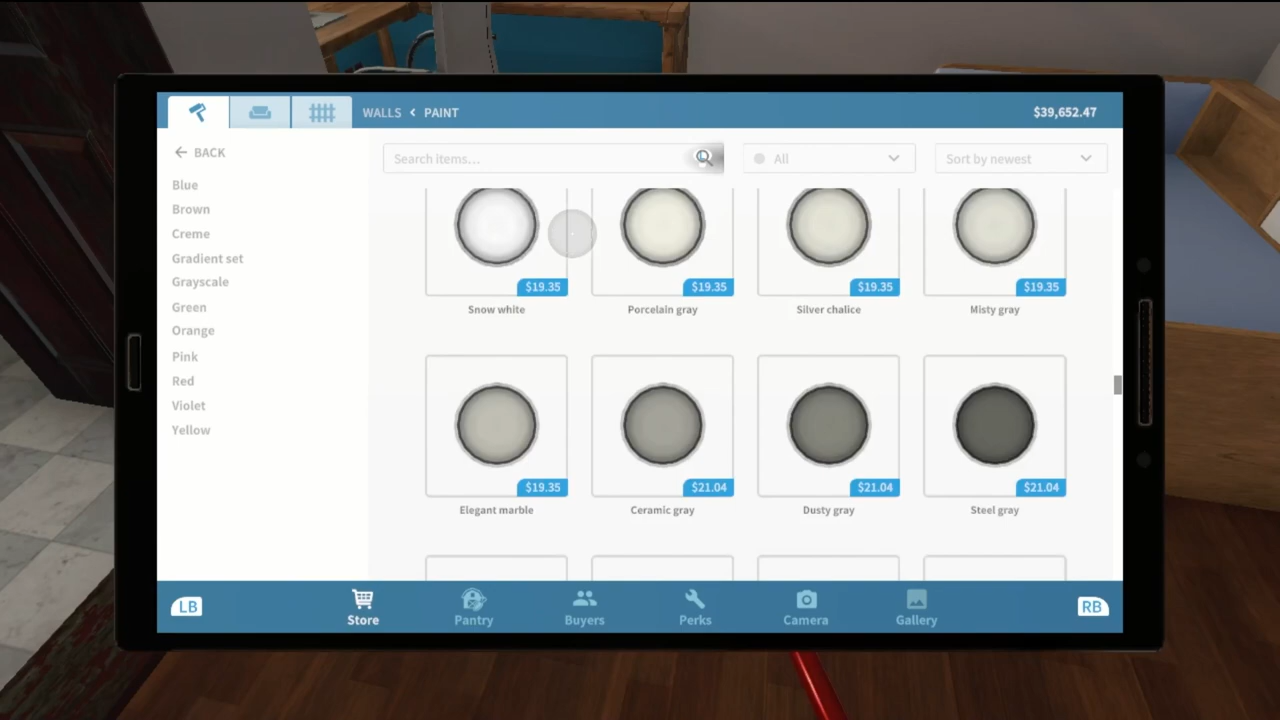 WALLS < PAINT
$39,652.47
BACK
Search items...
All
Sort by newest
Blue
Brown
Creme
Gradient set
Grayscale
Green
Orange
Pink
Red
Violet
Yellow
$19.35
$19.35
$19.35
$19.35
Snow white
Porcelain gray
Silver chalice
Misty gray
$19.35
$21.04
$21.04
$21.04
Elegant marble
Ceramic gray
Dusty gray
Steel gray
LB
Store
Pantry
Buyers
Perks
Camera
Gallery
RB